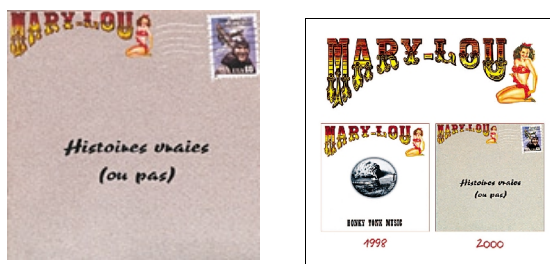 MARY-LOU
Histoires vraies
(ou pas)
MARY-LOU
MARY-LOU
HONKY TONK MUSIC
1998
MARY-LOU
Histoires vraies
(ou pas)
2000